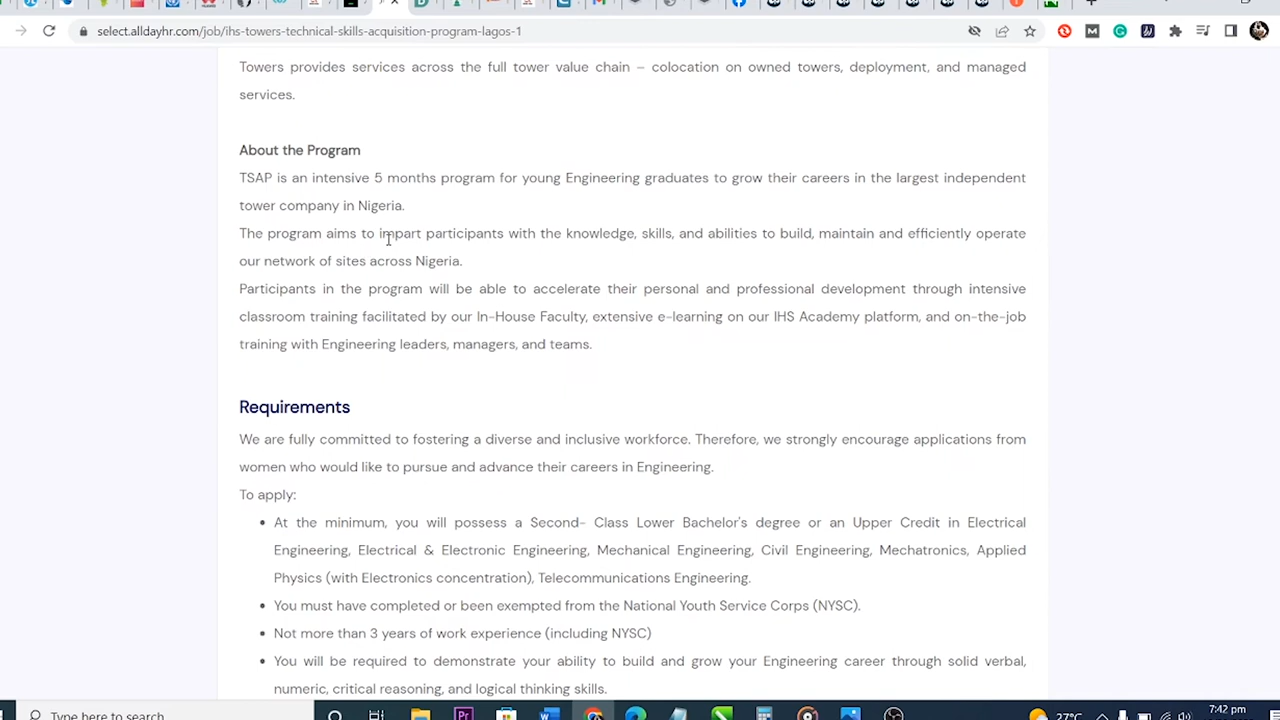 select.alldayhr.com/job/ihs-towers-technical-skills-acquisition-program-lagos-1
Towers provides services across the full tower value chain – colocation on owned towers, deployment, and managed
services.
About the Program
TSAP is an intensive 5 months program for young Engineering graduates to grow their careers in the largest independent
tower company in Nigeria.
The program aims to impart participants with the knowledge, skills, and abilities to build, maintain and efficiently operate
our network of sites across Nigeria.
Participants in the program will be able to accelerate their personal and professional development through intensive
classroom training facilitated by our In-House Faculty, extensive e-learning on our IHS Academy platform, and on-the-job
training with Engineering leaders, managers, and teams.
Requirements
We are fully committed to fostering a diverse and inclusive workforce. Therefore, we strongly encourage applications from
women who would like to pursue and advance their careers in Engineering.
To apply:
• At the minimum, you will possess a Second- Class Lower Bachelor's degree or an Upper Credit in Electrical
Engineering, Electrical & Electronic Engineering, Mechanical Engineering, Civil Engineering, Mechatronics, Applied
Physics (with Electronics concentration), Telecommunications Engineering.
• You must have completed or been exempted from the National Youth Service Corps (NYSC).
• Not more than 3 years of work experience (including NYSC)
• You will be required to demonstrate your ability to build and grow your Engineering career through solid verbal,
numeric, critical reasoning, and logical thinking skills.
Type here to search
27°C
7:42 pm